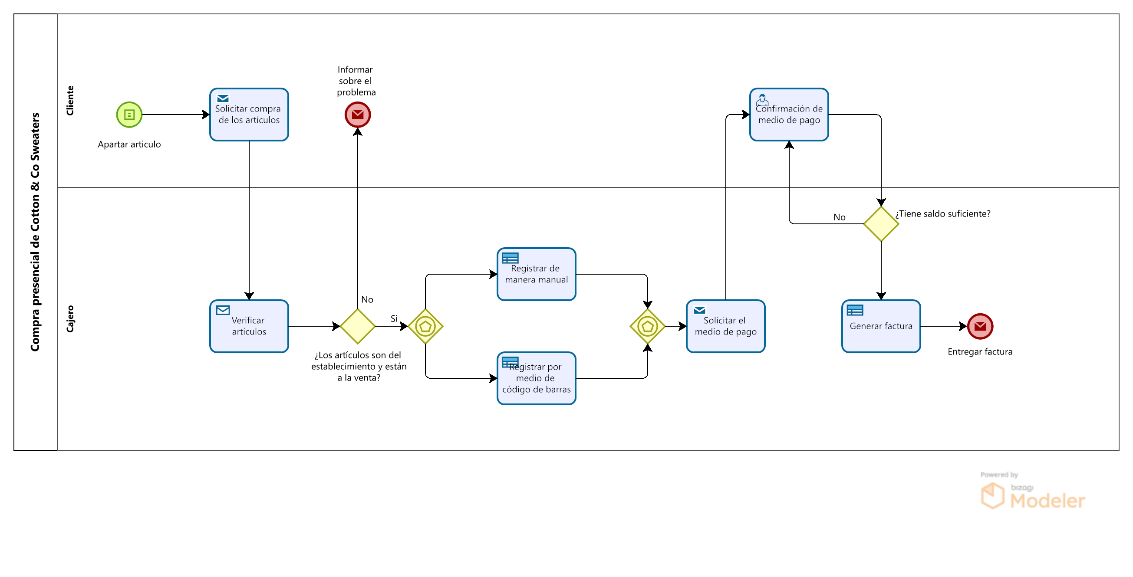 Compra presencial de Cotton & Co Sweaters
Cliente
Cajero
Apartar articulo
Solicitar compra
de los artículos
Informar
sobre el
problema
Confirmación de
medio de pago
¿Tiene saldo suficiente?
No
Verificar
artículos
No
Si
¿Los artículos son del
establecimiento y están
a la venta?
Registrar de
manera manual
Registrar por
medio de
código de barras
Solicitar el
medio de pago
Generar factura
Entregar factura
Powered by
bizagi
Modeler